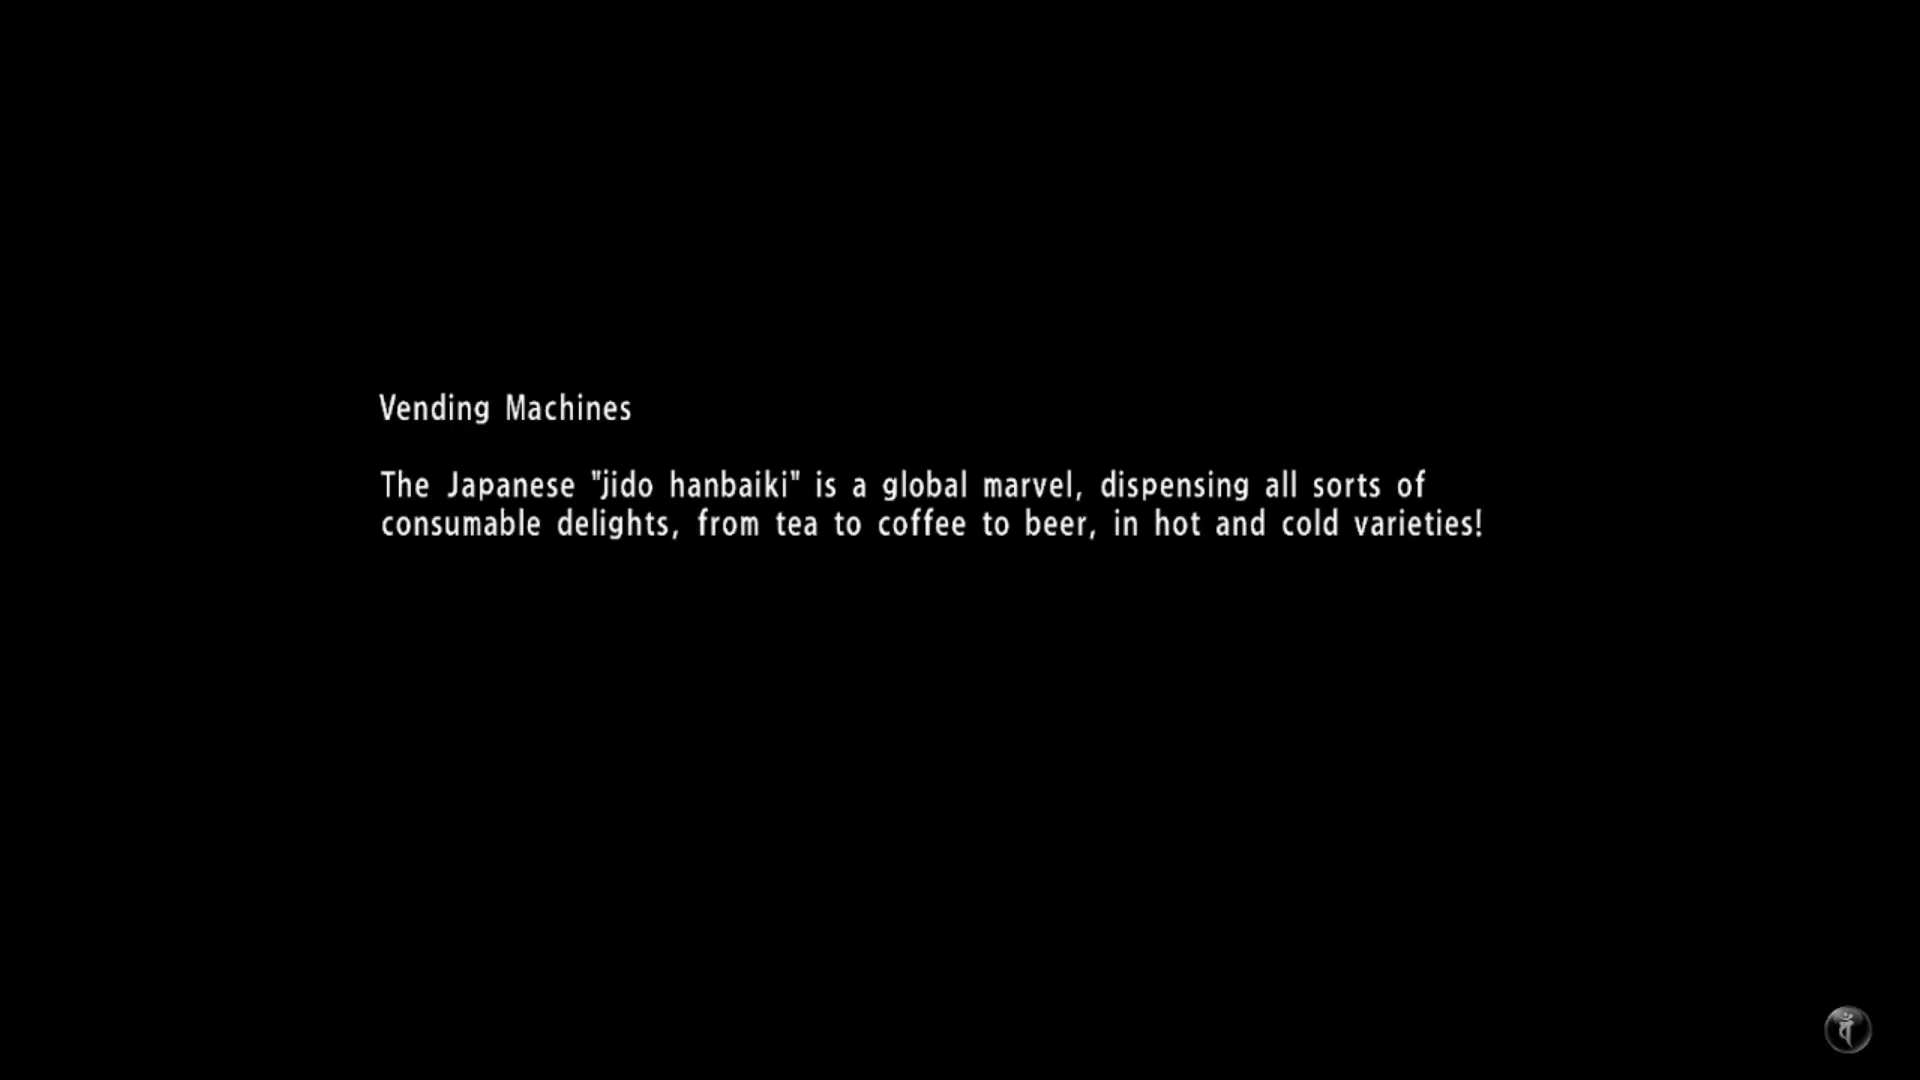 Vending Machines
The Japanese "jido hanbaiki" is a global marvel, dispensing all sorts of
consumable delights, from tea to coffee to beer, in hot and cold varieties!